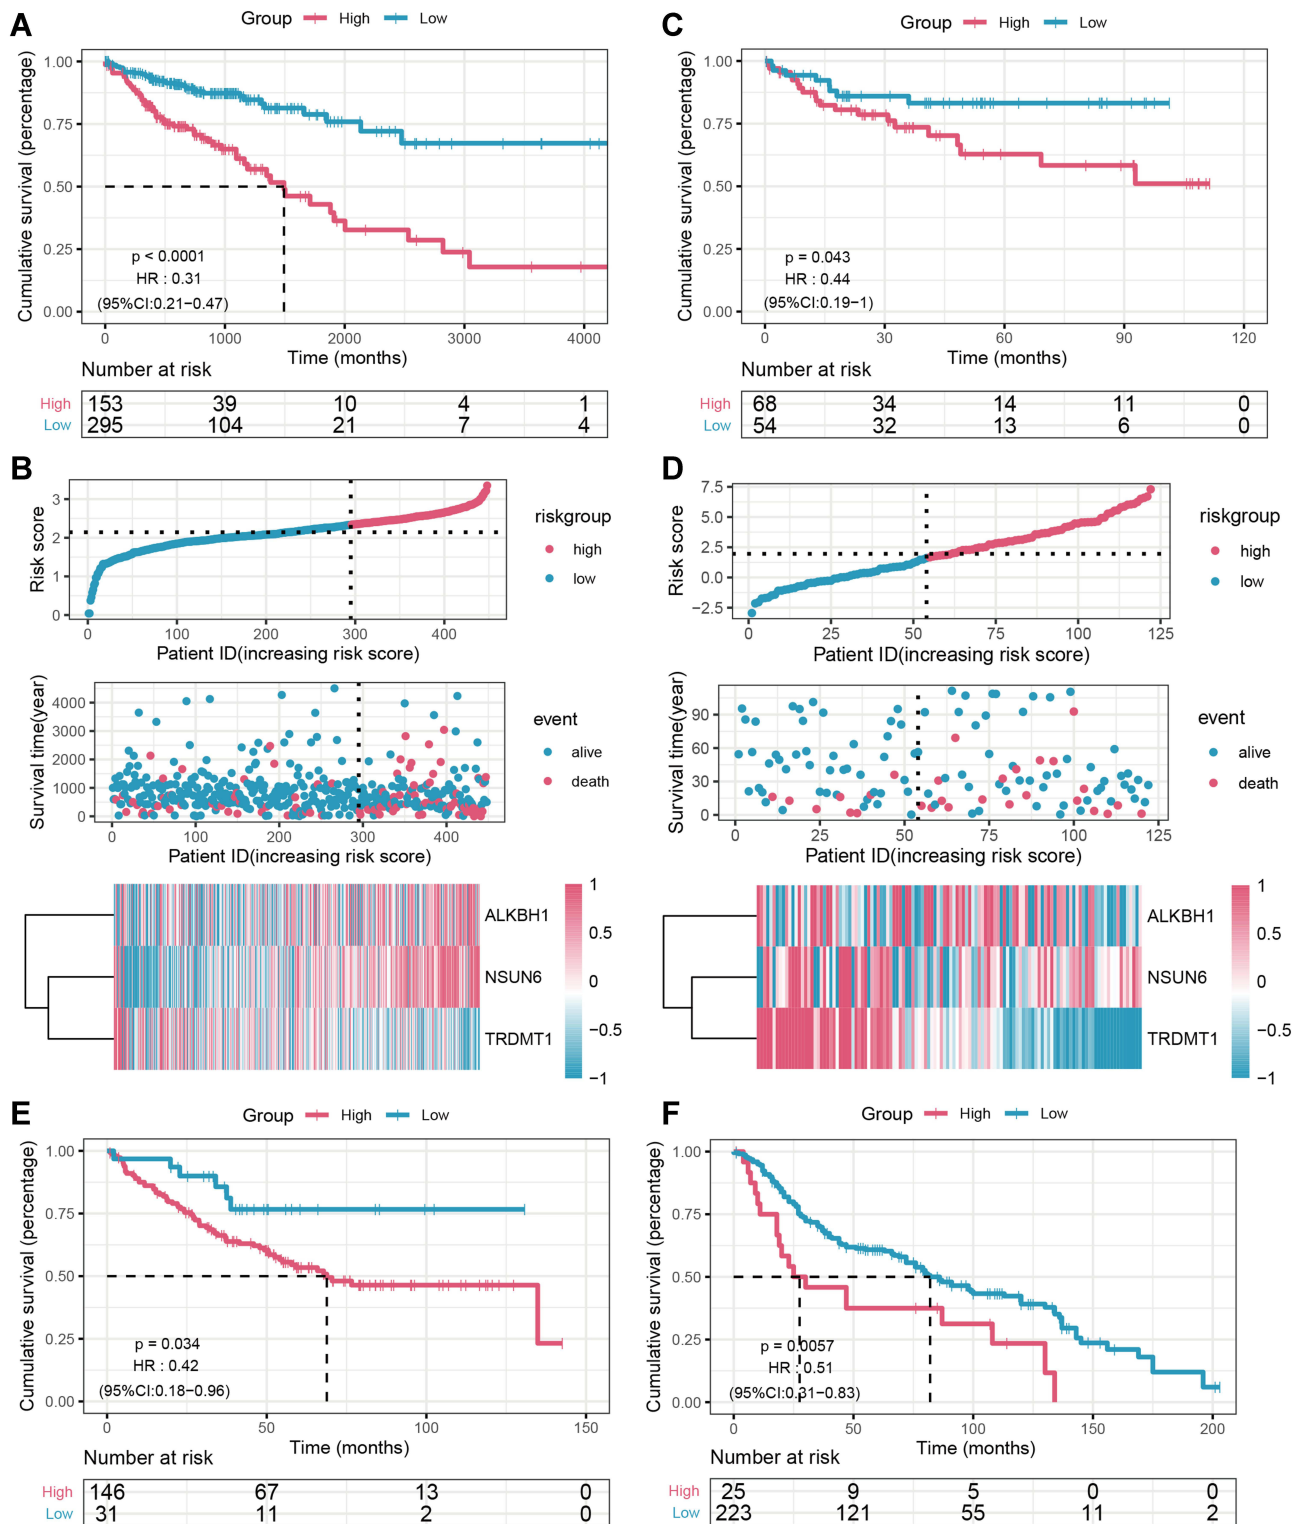 A
Group High Low
Cumulative survival (percentage)
1.00
0.75
0.50
0.25
0.00
p < 0.0001
HR : 0.31
(95%CI:0.21−0.47)
0 1000 2000 3000 4000
Time (months)
Number at risk
High 153 39 10 4 1
Low 295 104 21 7 4
C
Group High Low
Cumulative survival (percentage)
1.00
0.75
0.50
0.25
0.00
p = 0.043
HR : 0.44
(95%CI:0.19−1)
0 30 60 90 120
Time (months)
Number at risk
High 68 34 14 11 0
Low 54 32 13 6 0
B
Risk score
3
2
1
0
0 100 200 300 400
Patient ID(increasing risk score)
riskgroup
high
low
Survival time(year)
4000
3000
2000
1000
0
0 100 200 300 400
Patient ID(increasing risk score)
event
alive
death
ALKBH1
NSUN6
TRDMT1
1
0.5
0
−0.5
−1
D
Risk score
7.5
5.0
2.5
0.0
−2.5
0 25 50 75 100 125
Patient ID(increasing risk score)
riskgroup
high
low
Survival time(year)
90
60
30
0
0 25 50 75 100 125
Patient ID(increasing risk score)
event
alive
death
ALKBH1
NSUN6
TRDMT1
1
0.5
0
−0.5
−1
E
Group High Low
Cumulative survival (percentage)
1.00
0.75
0.50
0.25
0.00
p = 0.034
HR : 0.42
(95%CI:0.18−0.96)
0 50 100 150
Time (months)
Number at risk
High 146 67 13 0
Low 31 11 2 0
F
Group High Low
Cumulative survival (percentage)
1.00
0.75
0.50
0.25
0.00
p = 0.0057
HR : 0.51
(95%CI:0.31−0.83)
0 50 100 150 200
Time (months)
Number at risk
High 25 9 5 0 0
Low 223 121 55 11 2